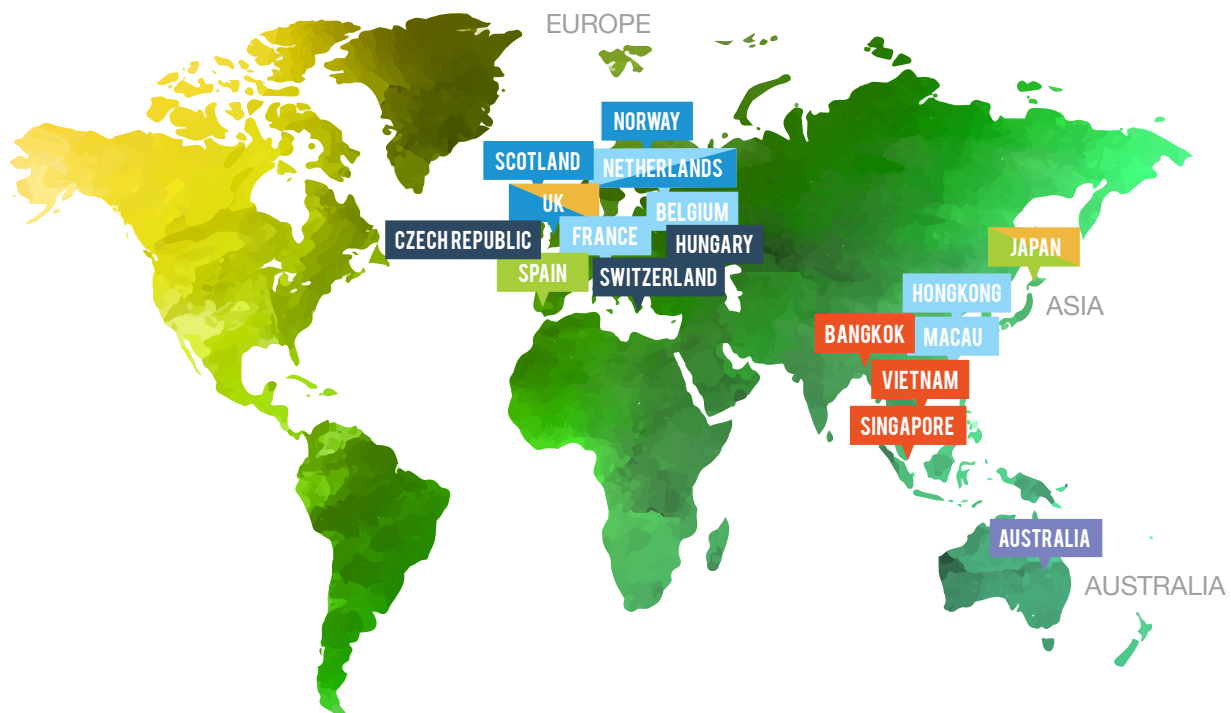 EUROPE
NORWAY
SCOTLAND
NETHERLANDS
UK
BELGIUM
CZECH REPUBLIC
FRANCE
HUNGARY
JAPAN
SPAIN
SWITZERLAND
HONGKONG
ASIA
BANGKOK
MACAU
VIETNAM
SINGAPORE
AUSTRALIA
AUSTRALIA